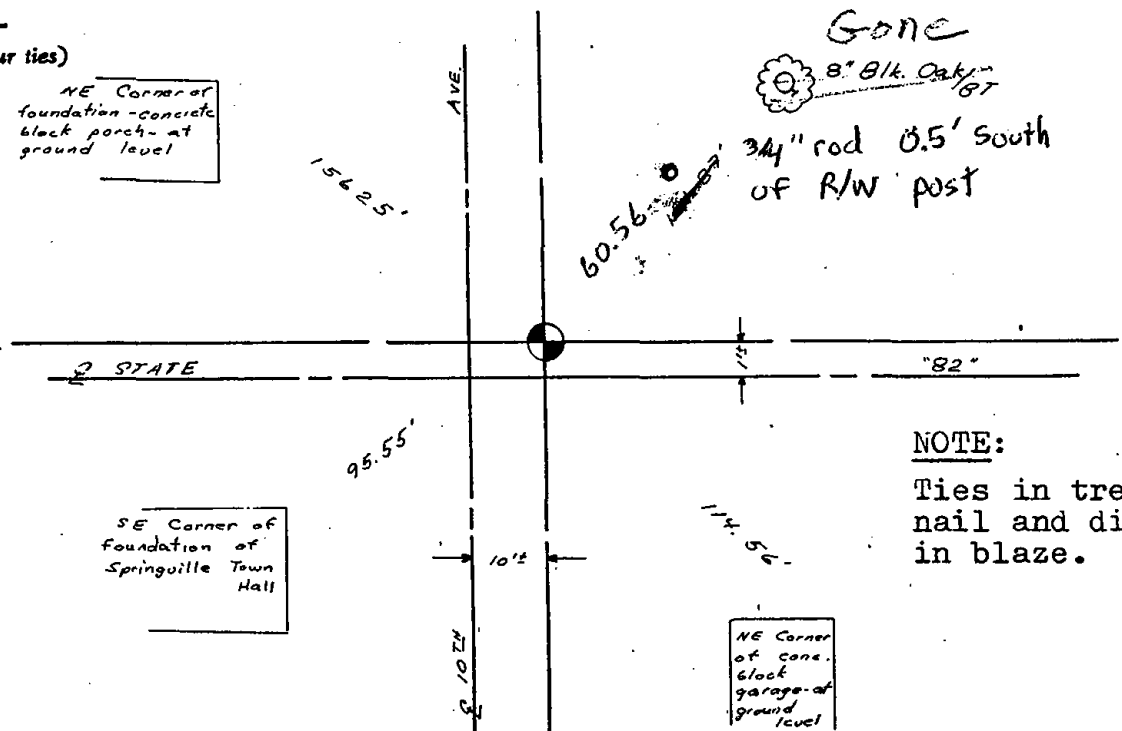 ur ties)
NE Corner of
foundation - concrete
block porch - at
ground level
156.25'
AVE.
Gone
8" Blk. Oak
BT
3/4" rod 0.5' South
of R/W post
60.56
STATE
1'±
"82"
95.55'
NOTE:
Ties in tre
nail and di
in blaze.
SE Corner of
foundation of
Springville Town
Hall
10'±
114.56'
10TH
NE Corner
of conc.
block
garage - at
ground
level